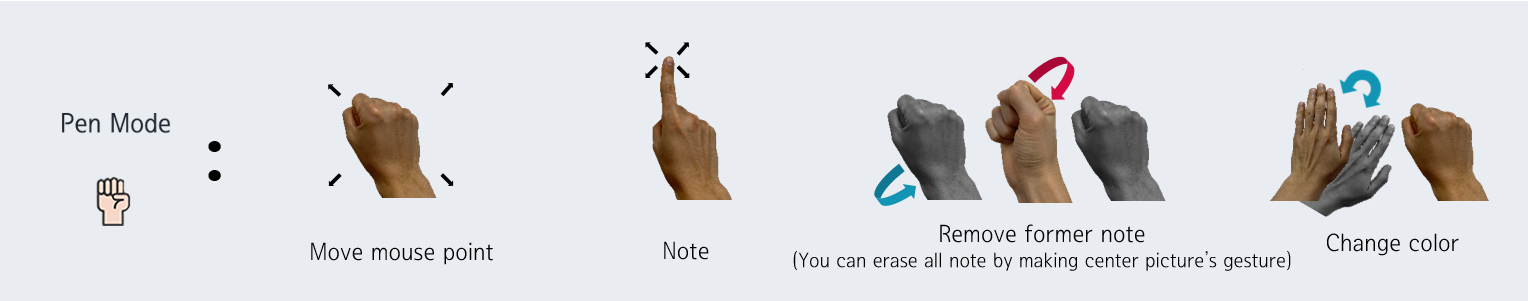 Pen Mode
:
Move mouse point
Note
Remove former note
(You can erase all note by making center picture's gesture)
Change color